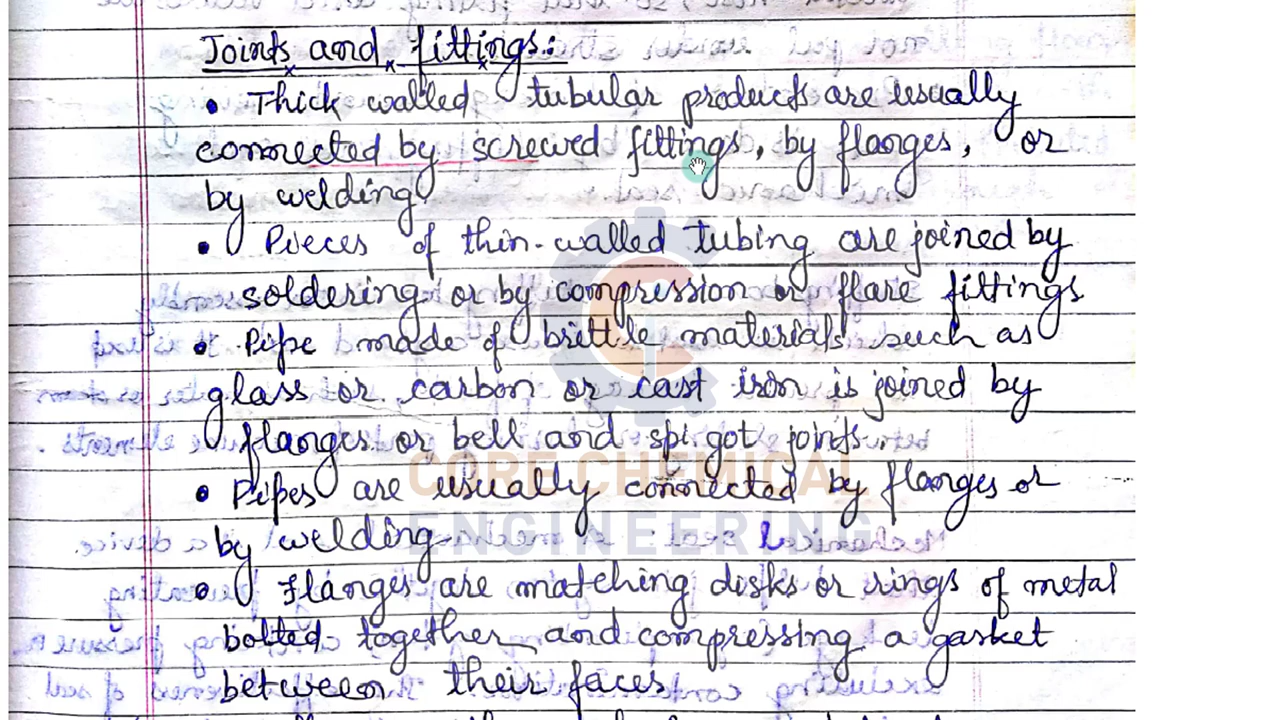 Joints and fittings:
• Thick walled tubular products are usually
connected by screwed fittings, by flanges, or
by welding.
• Pieces of thin-walled tubing are joined by
soldering or by compression or flare fittings
• Pipe made of brittle materials such as
glass or carbon or cast iron is joined by
flanges or bell and spigot joints.
• Pipes are usually connected by flanges or
by welding
• Flanges are matching disks or rings of metal
bolted together and compressing a gasket
between their faces
CORE CHEMICAL
ENGINEERING